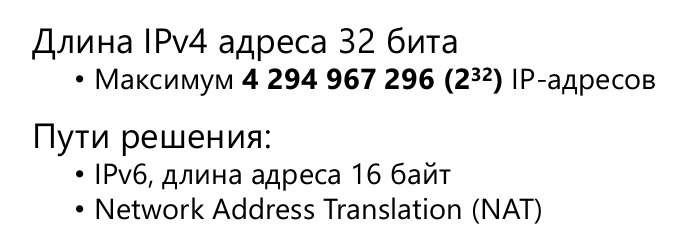 Длина IPv4 адреса 32 бита
• Максимум 4 294 967 296 (2³²) IP-адресов
Пути решения:
• IPv6, длина адреса 16 байт
• Network Address Translation (NAT)